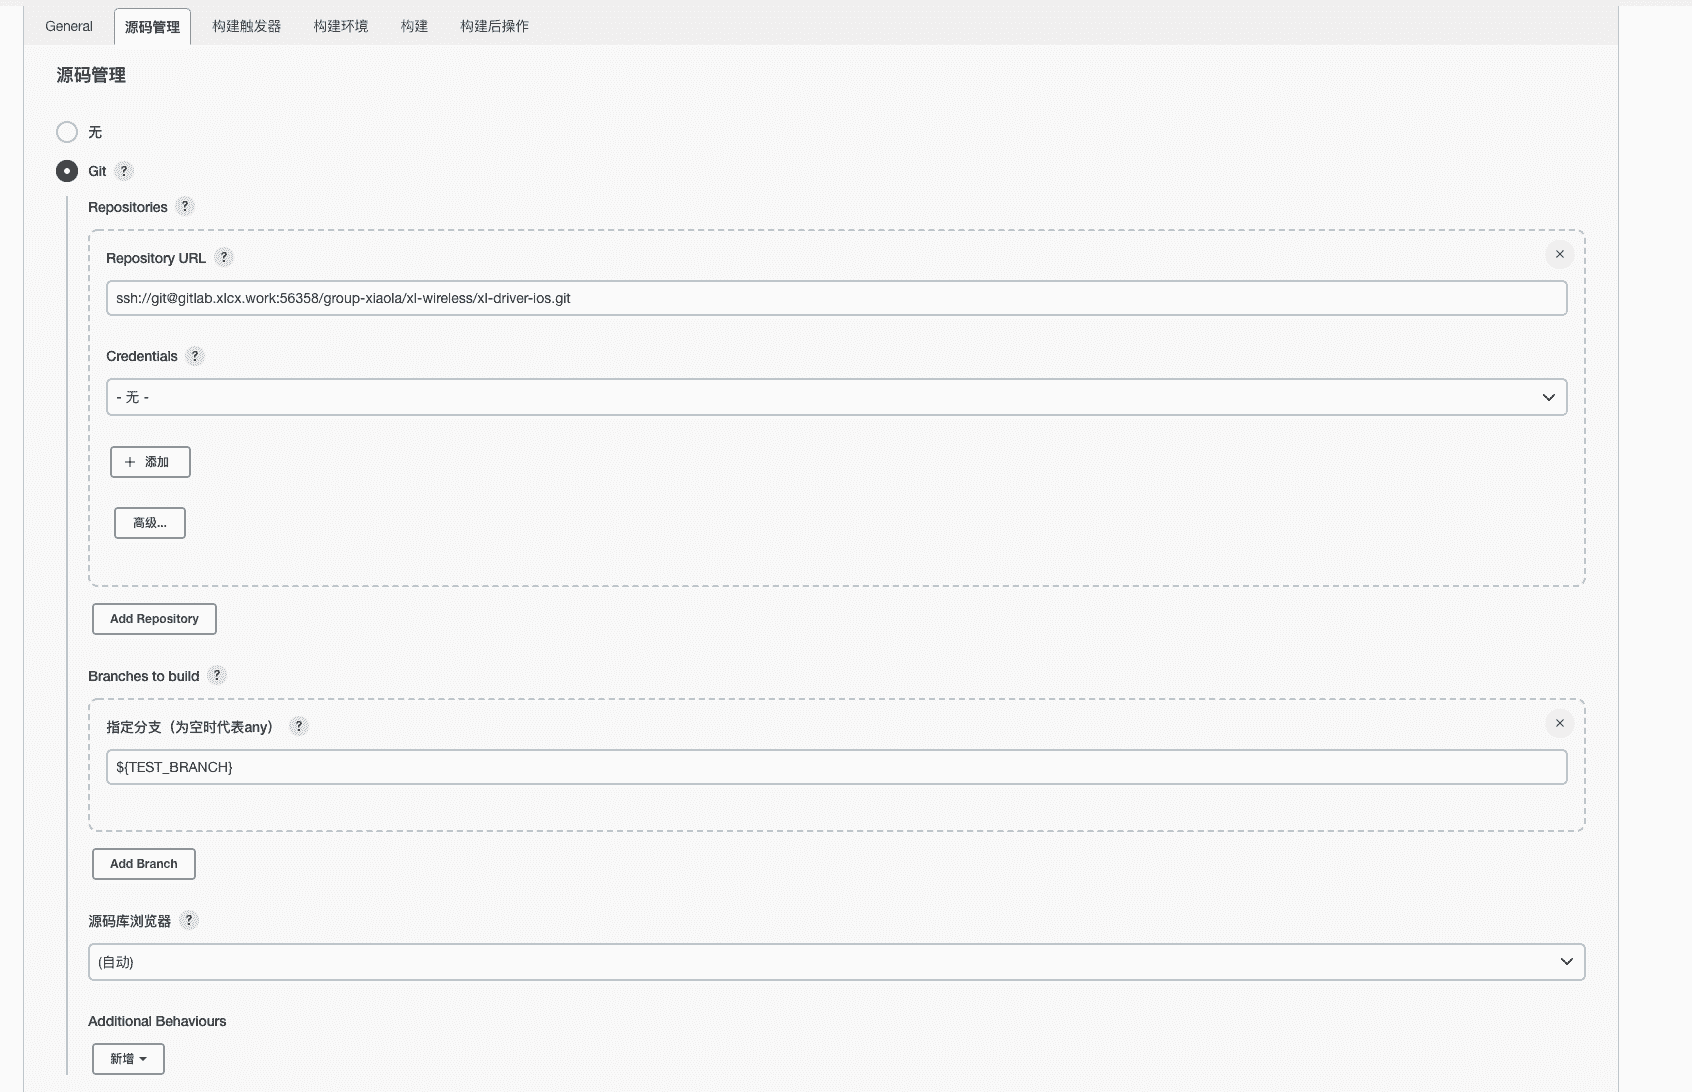 General 源码管理 构建触发器 构建环境 构建 构建后操作
源码管理
无
Git ?
Repositories ?
Repository URL ?
ssh://git@gitlab.xlcx.work:56358/group-xiaola/xl-wireless/xl-driver-ios.git
Credentials ?
- 无 -
+ 添加
高级...
Add Repository
Branches to build ?
指定分支（为空时代表any） ?
${TEST_BRANCH}
Add Branch
源码库浏览器 ?
(自动)
Additional Behaviours
新增